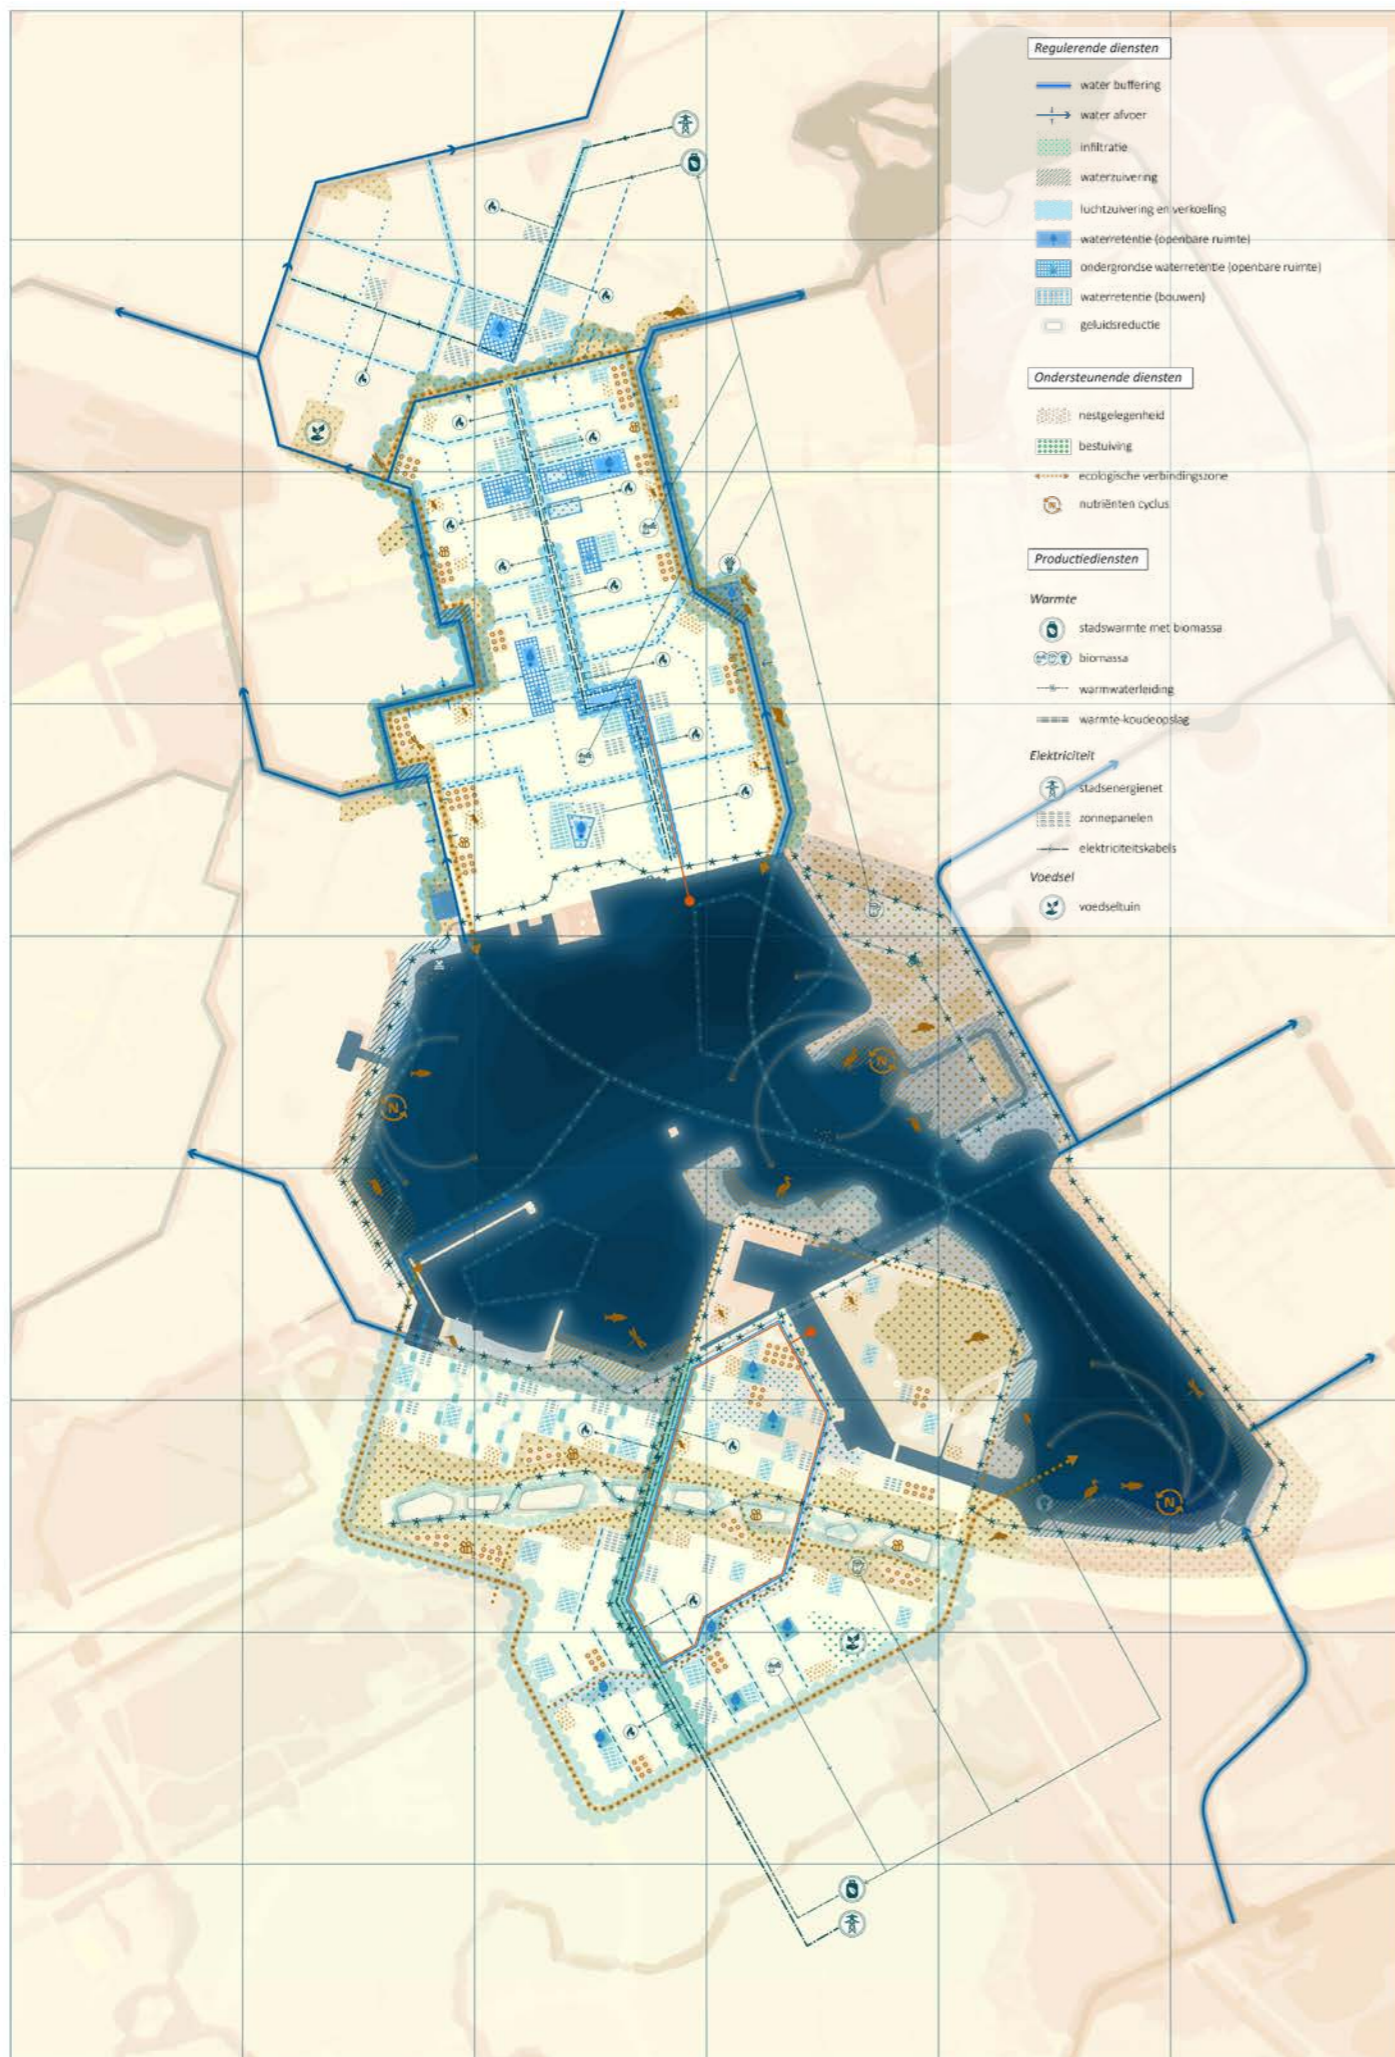 Regulerende diensten
water buffering
water afvoer
infiltratie
waterzuivering
luchtzuivering en verkoeling
waterretentie (openbare ruimte)
ondergrondse waterretentie (openbare ruimte)
waterretentie (bouwen)
geluidsreductie
Ondersteunende diensten
nestgelegenheid
bestuiving
ecologische verbindingszone
N
nutriënten cyclus
Productiediensten
Warmte
stadswarmte met biomassa
biomassa
warmwaterleiding
warmte-koudeopslag
Elektriciteit
stadsenergienet
zonnepanelen
elektriciteitskabels
Voedsel
voedseltuin
N
N
N